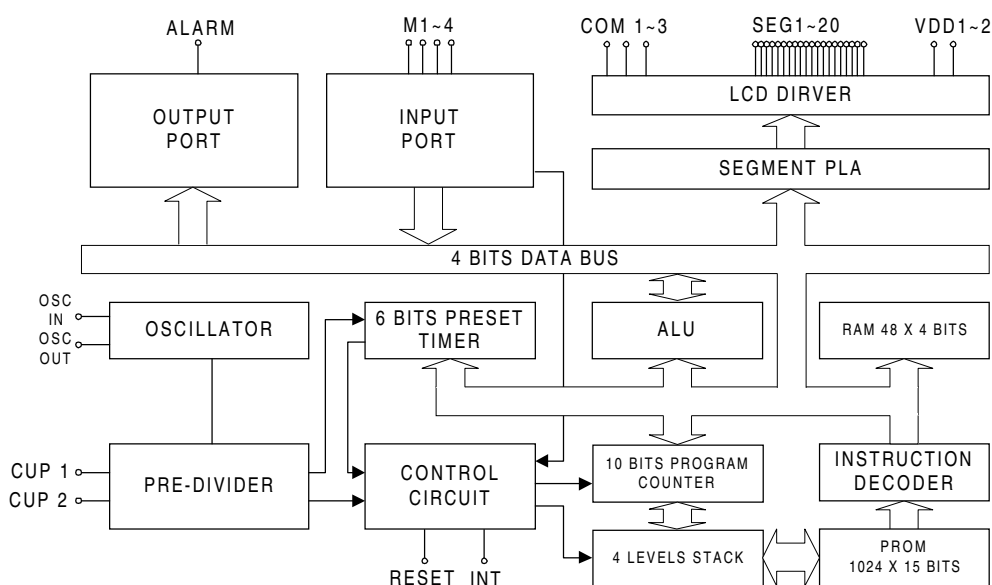 ALARM
M1~4
COM 1~3
SEG1~20
VDD1~2
OUTPUT
PORT
INPUT
PORT
LCD DIRVER
SEGMENT PLA
4 BITS DATA BUS
OSC
IN
OSC
OUT
OSCILLATOR
6 BITS PRESET
TIMER
ALU
RAM 48 X 4 BITS
CUP 1
CUP 2
PRE-DIVIDER
CONTROL
CIRCUIT
10 BITS PROGRAM
COUNTER
INSTRUCTION
DECODER
4 LEVELS STACK
PROM
1024 X 15 BITS
RESET
INT